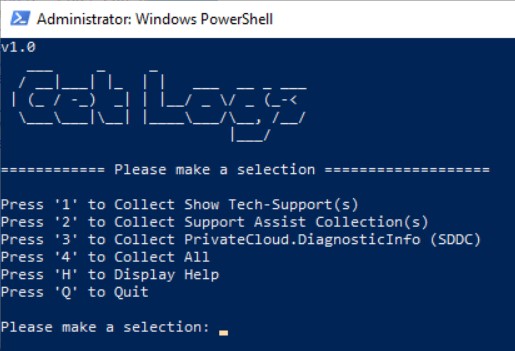 Administrator: Windows PowerShell
v1.0
Get Logs
============ Please make a selection ===================
Press '1' to Collect Show Tech-Support(s)
Press '2' to Collect Support Assist Collection(s)
Press '3' to Collect PrivateCloud.DiagnosticInfo (SDDC)
Press '4' to Collect All
Press 'H' to Display Help
Press 'Q' to Quit
Please make a selection: